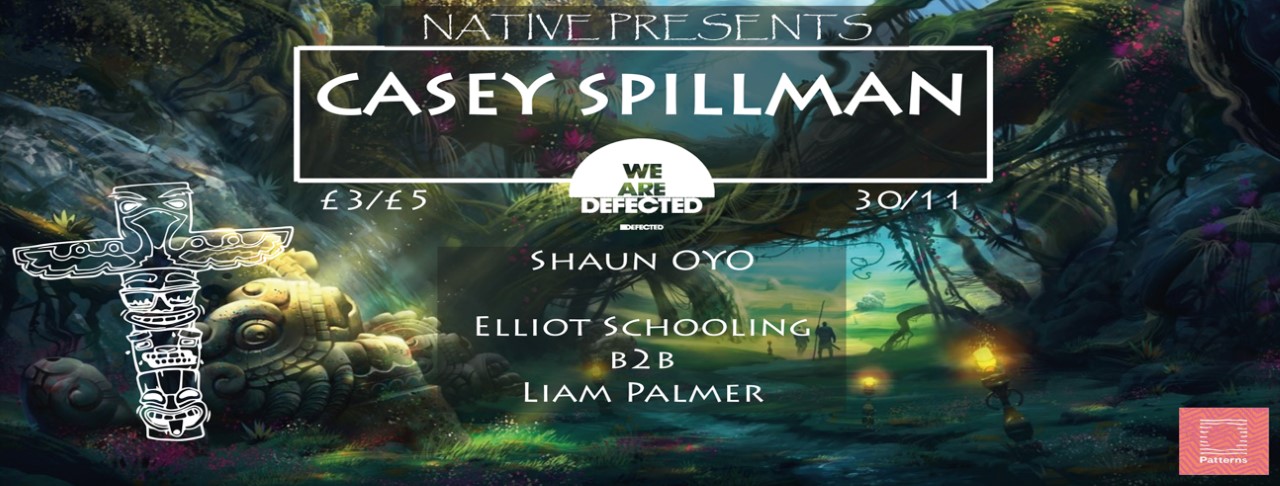 NATIVE PRESENTS
CASEY SPILLMAN
WE
ARE
DEFECTED
DEFECTED
£3/£5
30/11
SHAUN OYO
ELLIOT SCHOOLING
B2B
LIAM PALMER
Patterns